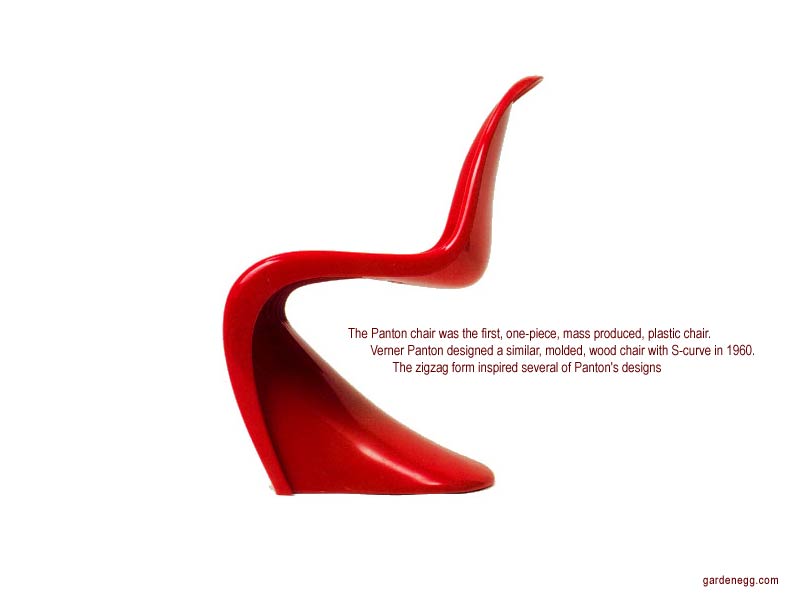 The Panton chair was the first, one-piece, mass produced, plastic chair.
Verner Panton designed a similar, molded, wood chair with S-curve in 1960.
The zigzag form inspired several of Panton's designs
gardenegg.com